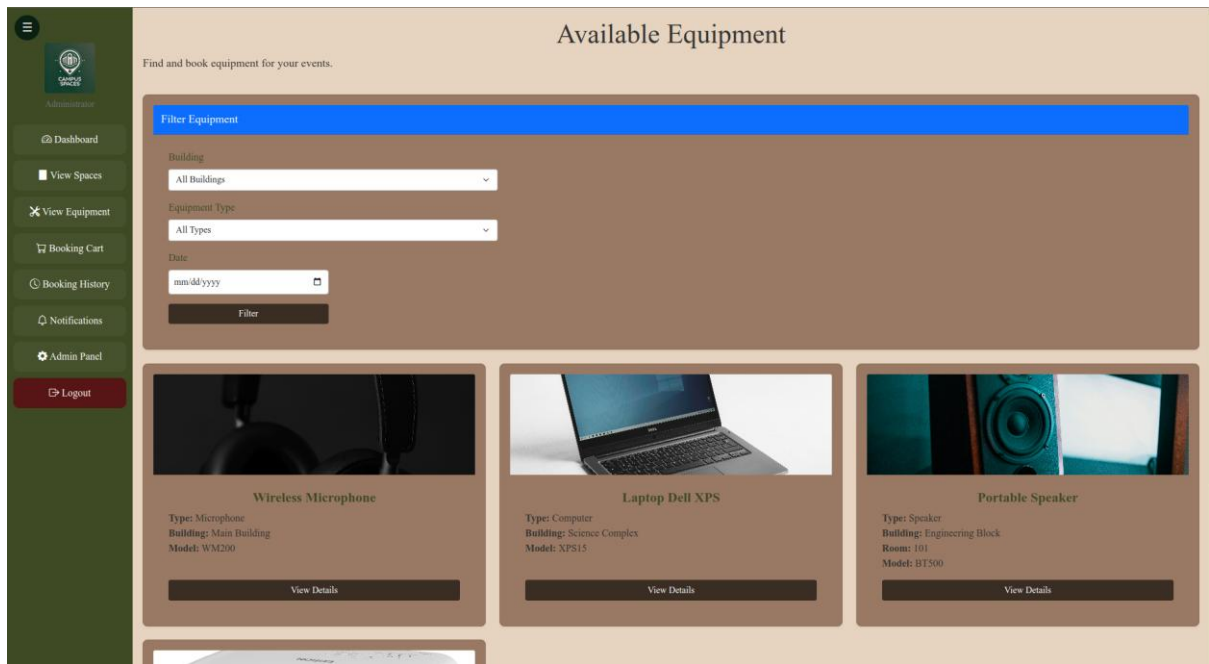 ☰
CAMPUS
SPACES
Administrator
Dashboard
View Spaces
View Equipment
Booking Cart
Booking History
Notifications
Admin Panel
Logout
Available Equipment
Find and book equipment for your events.
Filter Equipment
Building
All Buildings
Equipment Type
All Types
Date
mm/dd/yyyy
Filter
Wireless Microphone
Type: Microphone
Building: Main Building
Model: WM200
View Details
Laptop Dell XPS
Type: Computer
Building: Science Complex
Model: XPS15
View Details
Portable Speaker
Type: Speaker
Building: Engineering Block
Room: 101
Model: BT500
View Details